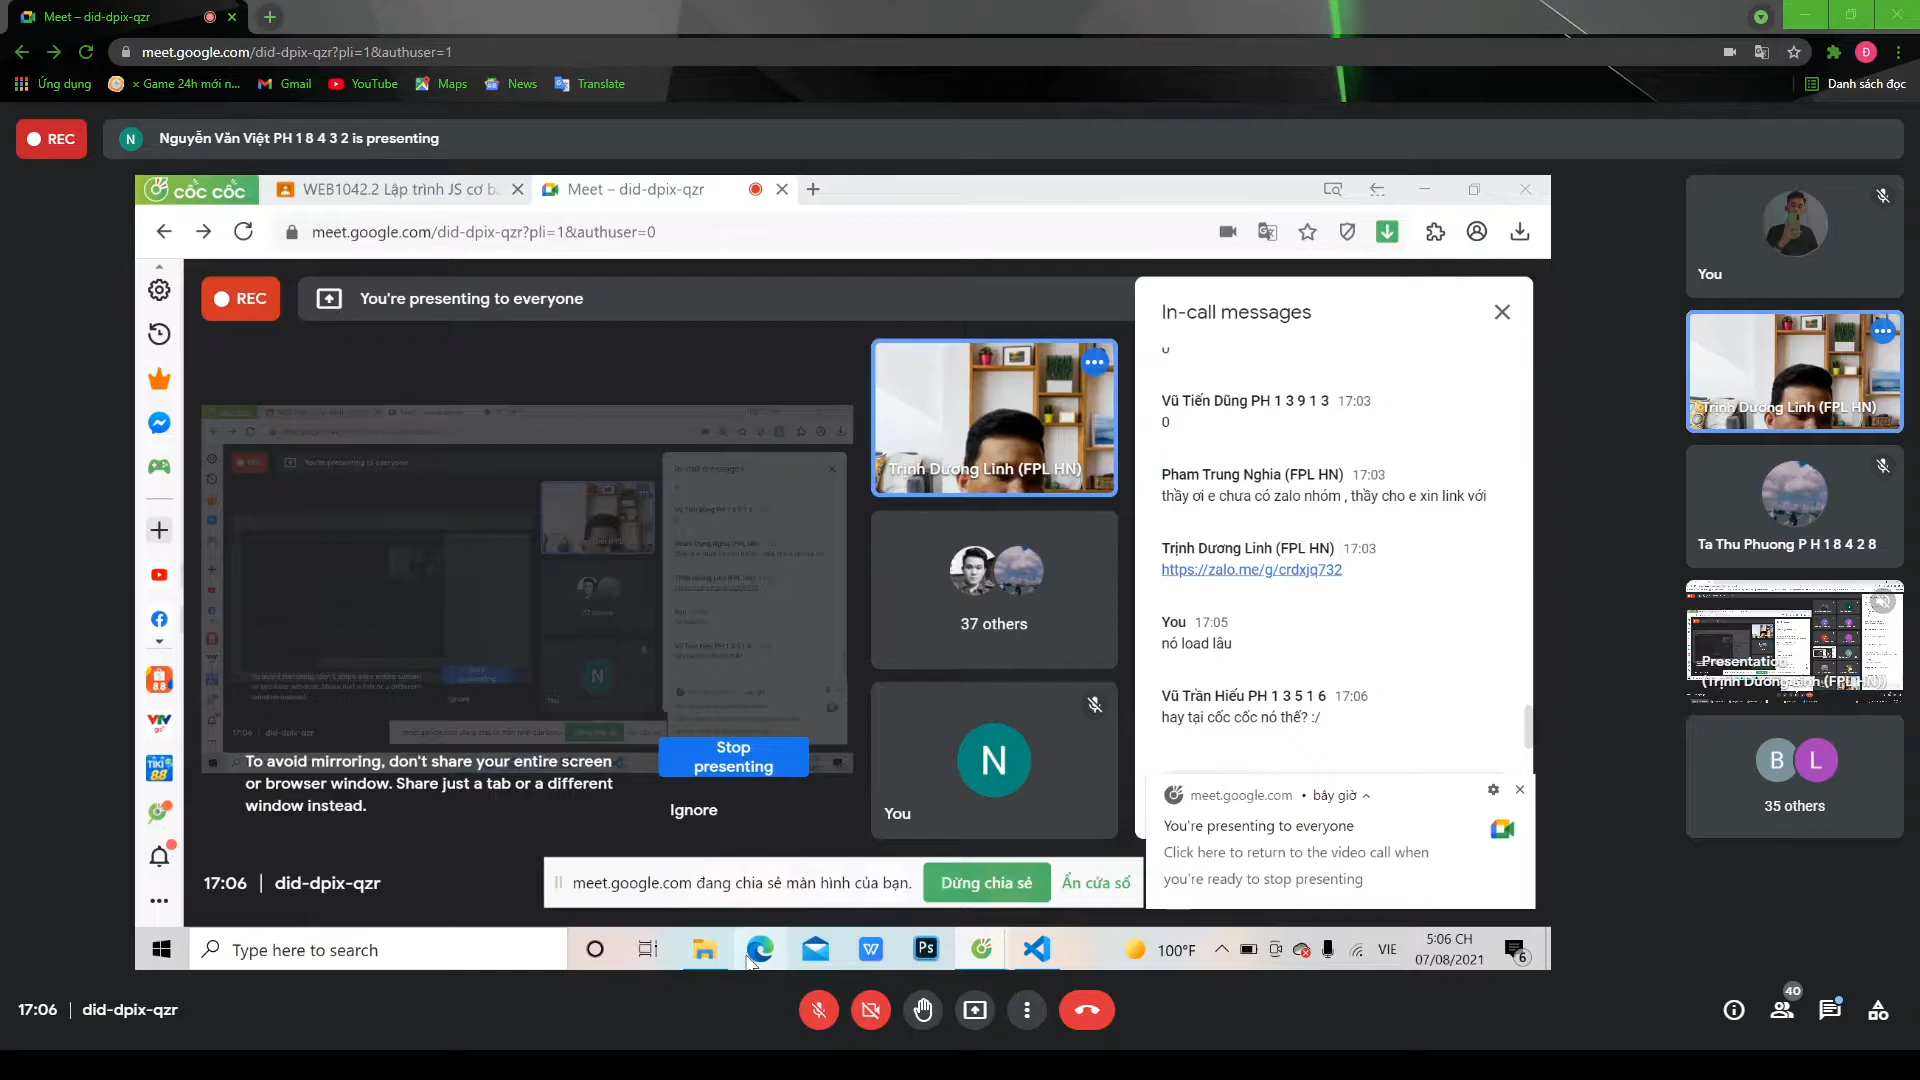 Meet – did-dpix-qzr
meet.google.com/did-dpix-qzr?pli=1&authuser=1
Đ
Ứng dụng
× Game 24h mới n...
Gmail
YouTube
Maps
News
Translate
Danh sách đọc
REC
N
Nguyễn Văn Việt PH 1 8 4 3 2 is presenting
cốc cốc
WEB1042.2 Lập trình JS cơ b
Meet – did-dpix-qzr
meet.google.com/did-dpix-qzr?pli=1&authuser=0
REC
You're presenting to everyone
Trịnh Dương Linh (FPL HN)
37 others
N
You
To avoid mirroring, don't share your entire screen
or browser window. Share just a tab or a different
window instead.
Stop
presenting
Ignore
In-call messages
Vũ Tiến Dũng PH 1 3 9 1 3 17:03
0
Pham Trung Nghia (FPL HN) 17:03
thầy ơi e chưa có zalo nhóm , thầy cho e xin link với
Trịnh Dương Linh (FPL HN) 17:03
https://zalo.me/g/crdxjq732
You 17:05
nó load lâu
Vũ Trần Hiếu PH 1 3 5 1 6 17:06
hay tại cốc cốc nó thế? :/
meet.google.com • bây giờ
You're presenting to everyone
Click here to return to the video call when
you're ready to stop presenting
17:06 | did-dpix-qzr
meet.google.com đang chia sẻ màn hình của bạn.
Dừng chia sẻ
Ẩn cửa sổ
Type here to search
W
Ps
100°F
VIE
5:06 CH
07/08/2021
6
You
Trịnh Dương Linh (FPL HN)
Ta Thu Phuong P H 1 8 4 2 8
Presentation
(Trịnh Dương Linh (FPL HN))
B
L
35 others
17:06 | did-dpix-qzr
40